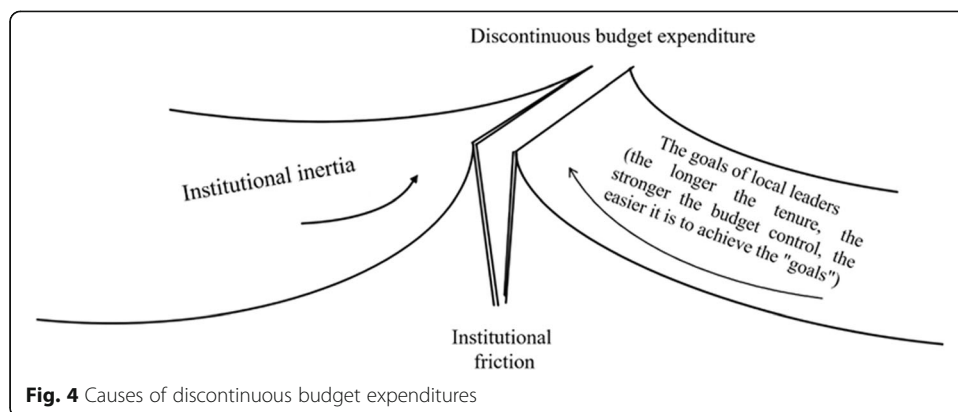 Discontinuous budget expenditure
Institutional inertia
The goals of local leaders
(the longer the tenure, the
stronger the budget control, the
easier it is to achieve the "goals")
Institutional
friction
Fig. 4 Causes of discontinuous budget expenditures